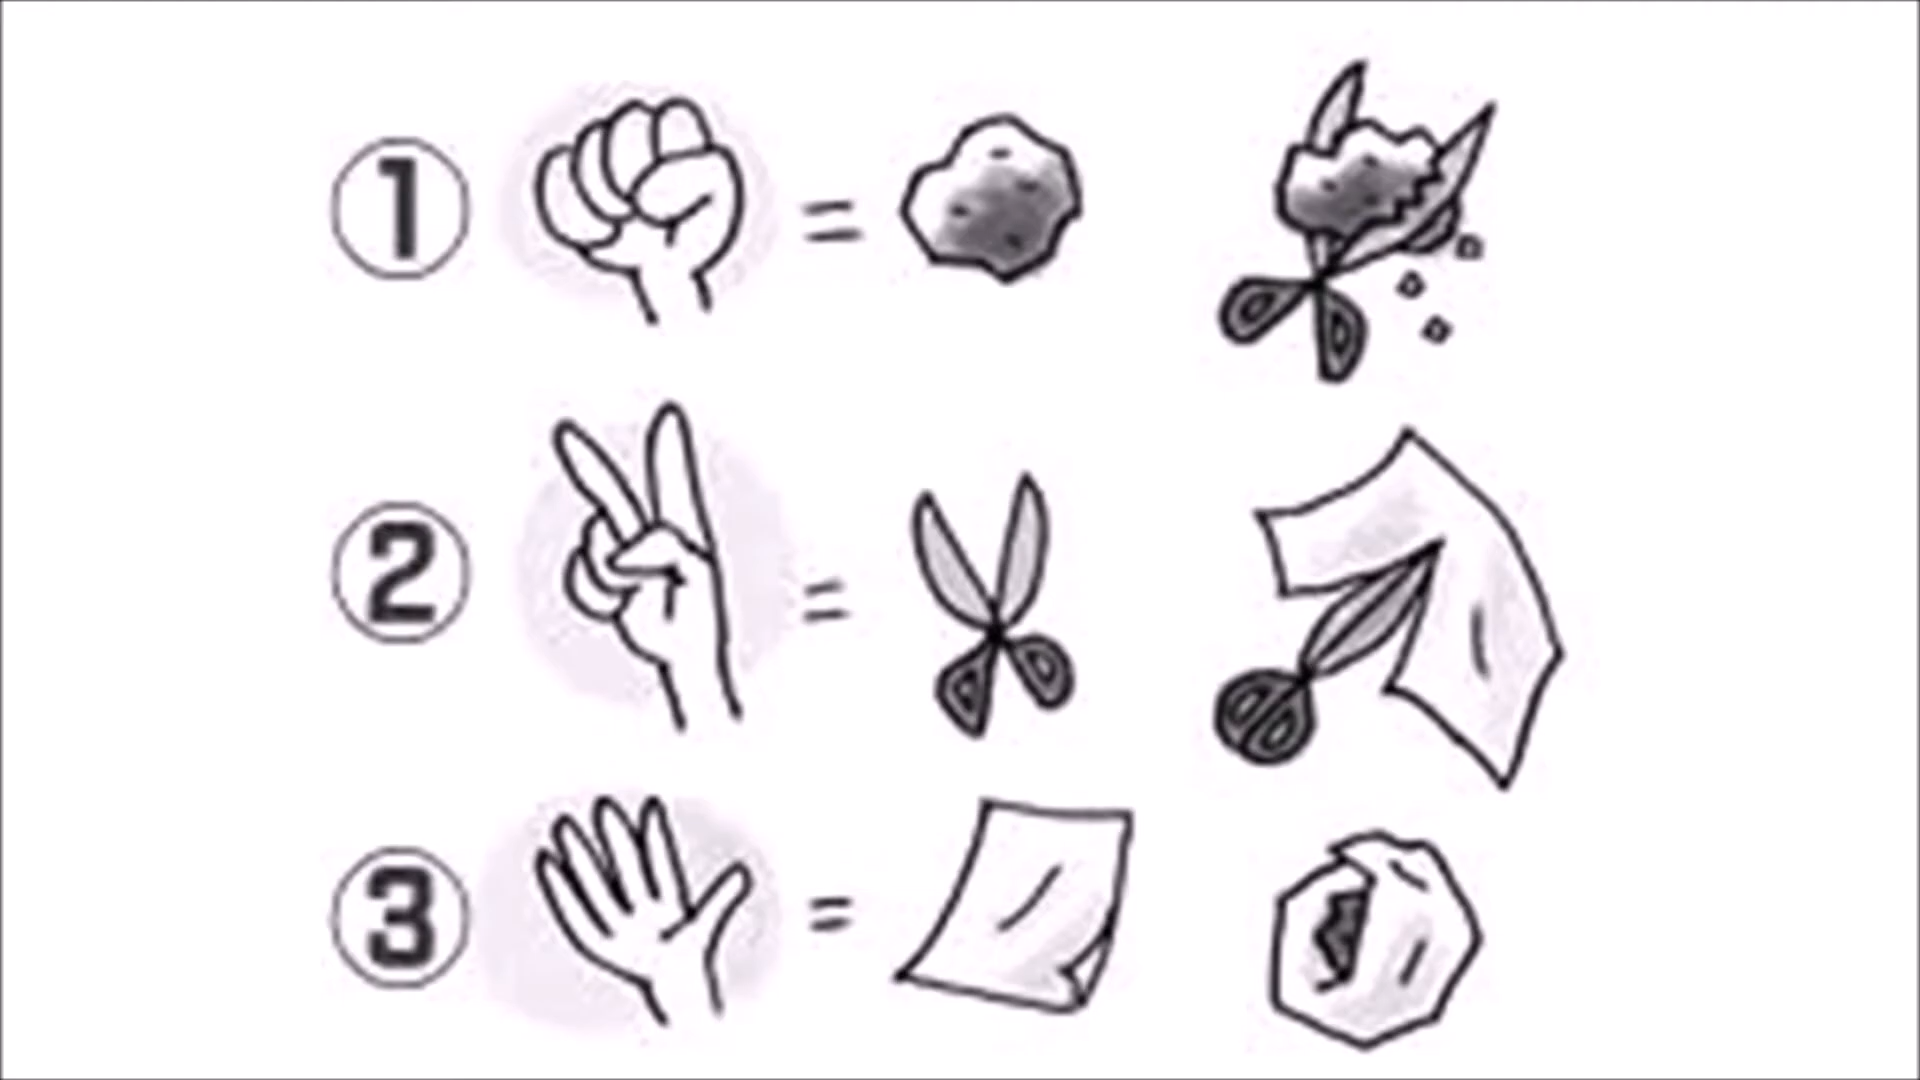 ① =
② =
③ =